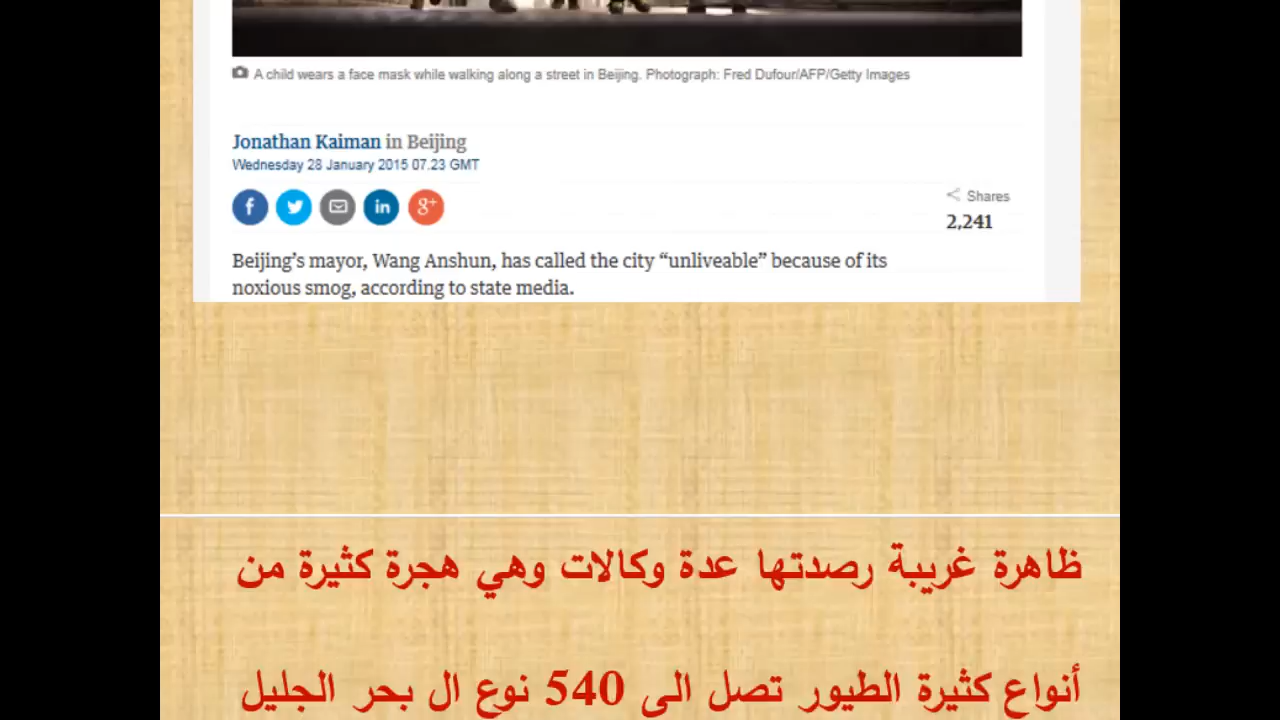 A child wears a face mask while walking along a street in Beijing. Photograph: Fred Dufour/AFP/Getty Images
Jonathan Kaiman in Beijing
Wednesday 28 January 2015 07.23 GMT
f in g+
Shares
2,241
Beijing’s mayor, Wang Anshun, has called the city “unliveable” because of its
noxious smog, according to state media.
ظاهرة غريبة رصدتها عدة وكالات وهي هجرة كثيرة من
أنواع كثيرة الطيور تصل الى 540 نوع ال بحر الجليل